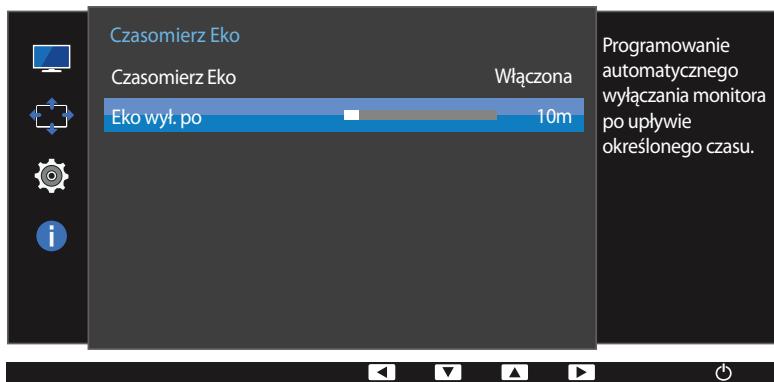 Czasomierz Eko
Czasomierz Eko Włączona
Eko wył. po 10m
Programowanie
automatycznego
wyłączania monitora
po upływie
określonego czasu.